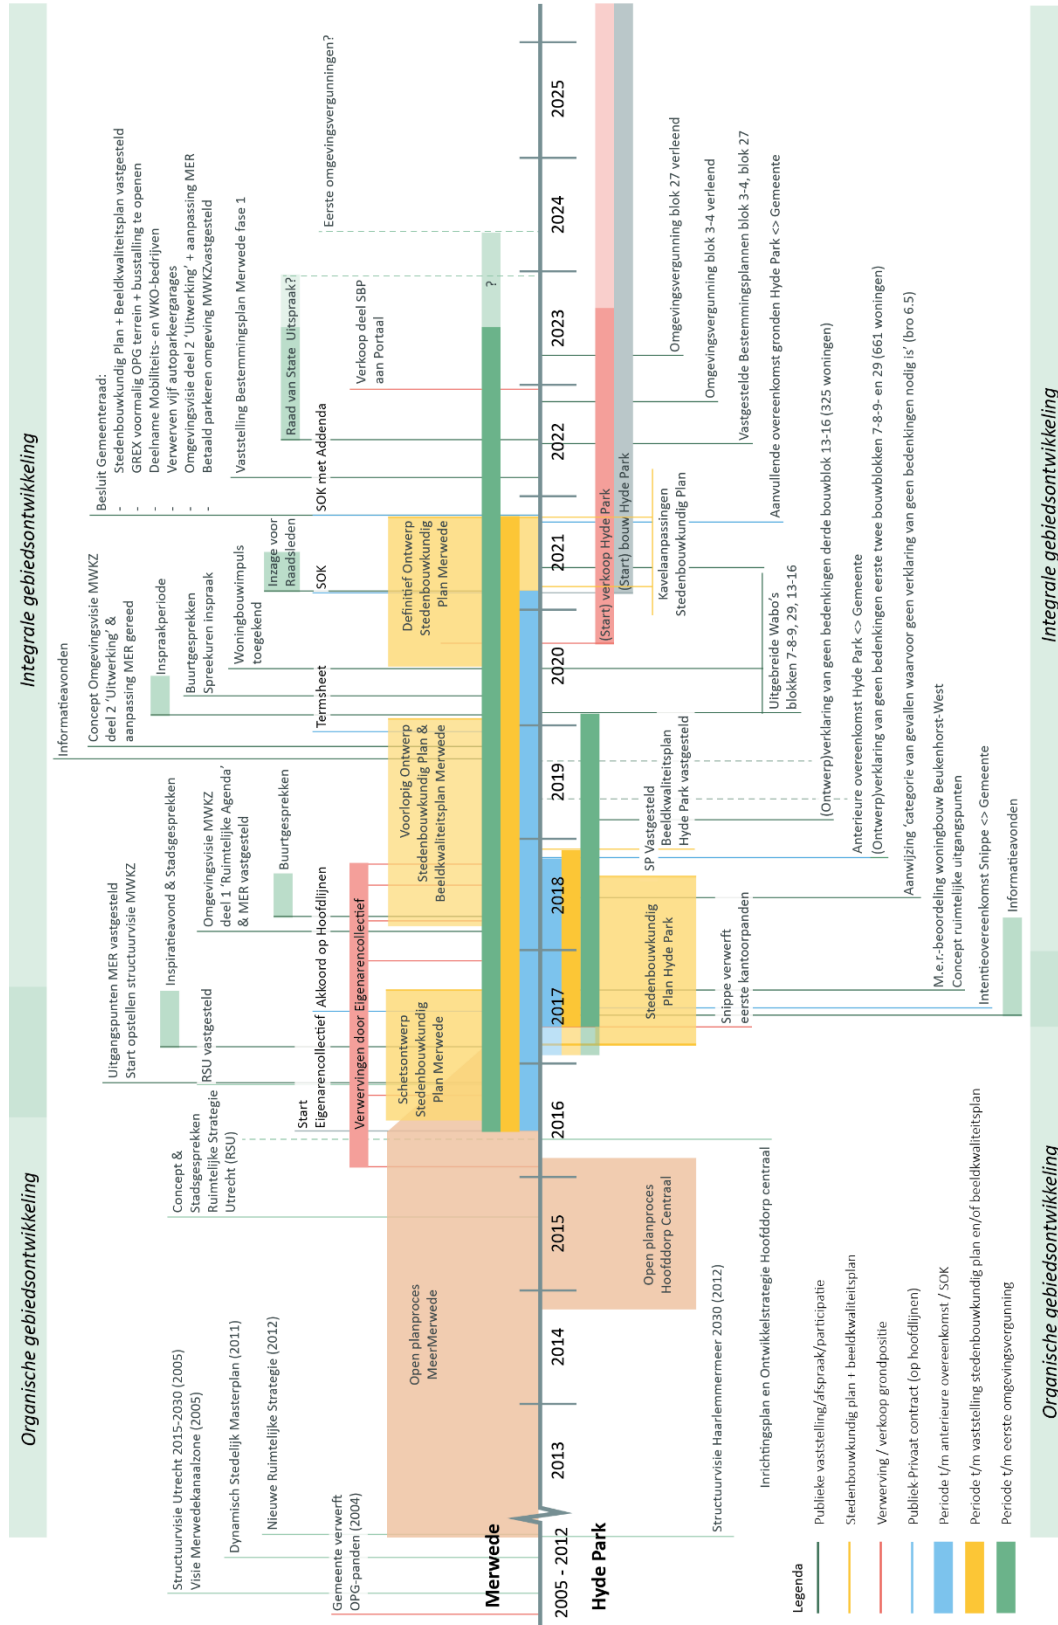 Organische gebiedsontwikkeling
Integrale gebiedsontwikkeling
Structuurvisie Utrecht 2015-2030 (2005)
Visie Merwedekanaalzone (2005)
Dynamisch Stedelijk Masterplan (2011)
Nieuwe Ruimtelijke Strategie (2012)
Gemeente verwerft
OPG-panden (2004)
Concept &
Stadsgesprekken
Ruimtelijke Strategie
Utrecht (RSU)
Uitgangspunten MER vastgesteld
Start opstellen structuurvisie MWKZ
Inspiratieavond & Stadsgesprekken
RSU vastgesteld
Start
Eigenarencollectief
Akkoord op Hoofdlijnen
Omgevingsvisie MWKZ
deel 1 'Ruimtelijke Agenda'
& MER vastgesteld
Buurtgesprekken
Verwervingen door Eigenarencollectief
Informatieavonden
Concept Omgevingsvisie MWKZ
deel 2 'Uitwerking' &
aanpassing MER gereed
Inspraakperiode
Buurtgesprekken
Spreekuren inspraak
Woningbouwimpuls
toegekend
Termsheet
Inzage voor
Raadsleden
SOK
SOK met Addenda
Besluit Gemeenteraad:
- Stedenbouwkundig Plan + Beeldkwaliteitsplan vastgesteld
- GREX voormalig OPG terrein + busstalling te openen
- Deelname Mobiliteits- en WKO-bedrijven
- Verwerven vijf autoparkeergarages
- Omgevingsvisie deel 2 'Uitwerking' + aanpassing MER
- Betaald parkeren omgeving MWKZvastgesteld
Vaststelling Bestemmingsplan Merwede fase 1
Raad van State Uitspraak?
Verkoop deel SBP
aan Portaal
Eerste omgevingsvergunningen?
Open planproces
MeerMerwede
Schetsontwerp
Stedenbouwkundig
Plan Merwede
Voorlopig Ontwerp
Stedenbouwkundig Plan &
Beeldkwaliteitsplan Merwede
Definitief Ontwerp
Stedenbouwkundig
Plan Merwede
?
Merwede
2005 - 2012
2013
2014
2015
2016
2017
2018
2019
2020
2021
2022
2023
2024
2025
Hyde Park
Open planproces
Hoofddorp Centraal
Stedenbouwkundig
Plan Hyde Park
(Start) verkoop Hyde Park
(Start) bouw Hyde Park
Structuurvisie Haarlemmermeer 2030 (2012)
Inrichtingsplan en Ontwikkelstrategie Hoofddorp centraal
Snippe verwerft
eerste kantoorpanden
SP Vastgesteld
Beeldkwaliteitsplan
Hyde Park vastgesteld
Kavelaanpassingen
Stedenbouwkundig Plan
Uitgebreide Wabo's
blokken 7-8-9, 29, 13-16
Omgevingsvergunning blok 27 verleend
Omgevingsvergunning blok 3-4 verleend
Vastgestelde Bestemmingsplannen blok 3-4, blok 27
Aanvullende overeenkomst gronden Hyde Park <> Gemeente
(Ontwerp)verklaring van geen bedenkingen derde bouwblok 13-16 (325 woningen)
Anterieure overeenkomst Hyde Park <> Gemeente
(Ontwerp)verklaring van geen bedenkingen eerste twee bouwblokken 7-8-9- en 29 (661 woningen)
Aanwijzing 'categorie van gevallen waarvoor geen verklaring van geen bedenkingen nodig is' (bro 6.5)
M.e.r.-beoordeling woningbouw Beukenhorst-West
Concept ruimtelijke uitgangspunten
Intentieovereenkomst Snippe <> Gemeente
Informatieavonden
Legenda
Publieke vaststelling/afspraak/participatie
Stedenbouwkundig plan + beeldkwaliteitsplan
Verwerving / verkoop grondpositie
Publiek-Privaat contract (op hoofdlijnen)
Periode t/m anterieure overeenkomst / SOK
Periode t/m vaststelling stedenbouwkundig plan en/of beeldkwaliteitsplan
Periode t/m eerste omgevingsvergunning
Organische gebiedsontwikkeling
Integrale gebiedsontwikkeling